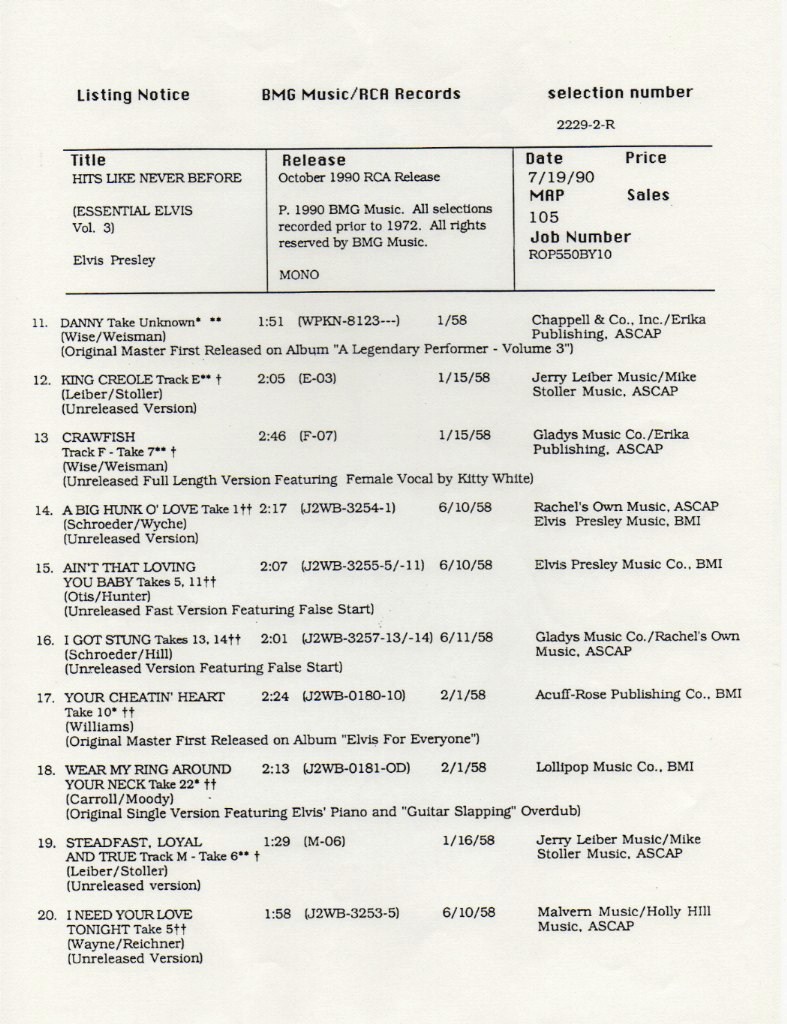 Listing Notice BMG Music/RCA Records selection number
2229-2-R
Title Release Date Price
HITS LIKE NEVER BEFORE October 1990 RCA Release 7/19/90
MAP Sales
(ESSENTIAL ELVIS P. 1990 BMG Music. All selections 105
Vol. 3) recorded prior to 1972. All rights Job Number
reserved by BMG Music. ROP550BY10
Elvis Presley
MONO
11. DANNY Take Unknown* ** 1:51 (WPKN-8123---) 1/58 Chappell & Co., Inc./Erika
(Wise/Weisman) Publishing, ASCAP
(Original Master First Released on Album "A Legendary Performer - Volume 3")
12. KING CREOLE Track E** † 2:05 (E-03) 1/15/58 Jerry Leiber Music/Mike
(Leiber/Stoller) Stoller Music, ASCAP
(Unreleased Version)
13 CRAWFISH 2:46 (F-07) 1/15/58 Gladys Music Co./Erika
Track F - Take 7** † Publishing, ASCAP
(Wise/Weisman)
(Unreleased Full Length Version Featuring Female Vocal by Kitty White)
14. A BIG HUNK O' LOVE Take 1†† 2:17 (J2WB-3254-1) 6/10/58 Rachel's Own Music, ASCAP
(Schroeder/Wyche) Elvis Presley Music, BMI
(Unreleased Version)
15. AIN'T THAT LOVING 2:07 (J2WB-3255-5/-11) 6/10/58 Elvis Presley Music Co., BMI
YOU BABY Takes 5, 11††
(Otis/Hunter)
(Unreleased Fast Version Featuring False Start)
16. I GOT STUNG Takes 13, 14†† 2:01 (J2WB-3257-13/-14) 6/11/58 Gladys Music Co./Rachel's Own
(Schroeder/Hill) Music, ASCAP
(Unreleased Version Featuring False Start)
17. YOUR CHEATIN' HEART 2:24 (J2WB-0180-10) 2/1/58 Acuff-Rose Publishing Co., BMI
Take 10* ††
(Williams)
(Original Master First Released on Album "Elvis For Everyone")
18. WEAR MY RING AROUND 2:13 (J2WB-0181-OD) 2/1/58 Lollipop Music Co., BMI
YOUR NECK Take 22* ††
(Carroll/Moody)
(Original Single Version Featuring Elvis' Piano and "Guitar Slapping" Overdub)
19. STEADFAST, LOYAL 1:29 (M-06) 1/16/58 Jerry Leiber Music/Mike
AND TRUE Track M - Take 6** † Stoller Music, ASCAP
(Leiber/Stoller)
(Unreleased version)
20. I NEED YOUR LOVE 1:58 (J2WB-3253-5) 6/10/58 Malvern Music/Holly HIll
TONIGHT Take 5†† Music, ASCAP
(Wayne/Reichner)
(Unreleased Version)